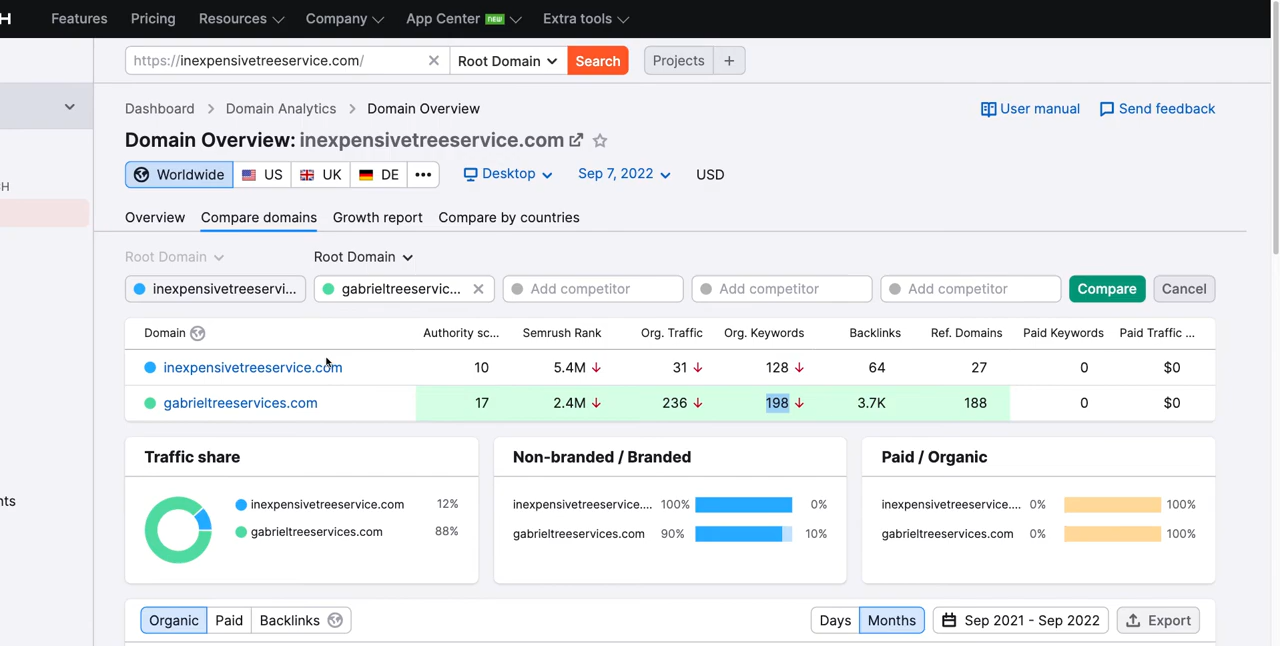 H Features Pricing Resources Company App Center NEW Extra tools
https://inexpensivetreeservice.com/ Root Domain Search Projects +
Dashboard > Domain Analytics > Domain Overview User manual Send feedback
Domain Overview: inexpensivetreeservice.com
Worldwide US UK DE ••• Desktop Sep 7, 2022 USD
CH
Overview Compare domains Growth report Compare by countries
Root Domain Root Domain
inexpensivetreeservi... gabrieltreeservic... Add competitor Add competitor Add competitor Compare Cancel
Domain Authority sc... Semrush Rank Org. Traffic Org. Keywords Backlinks Ref. Domains Paid Keywords Paid Traffic ...
inexpensivetreeservice.com 10 5.4M ↓ 31 ↓ 128 ↓ 64 27 0 $0
gabrieltreeservices.com 17 2.4M ↓ 236 ↓ 198 ↓ 3.7K 188 0 $0
Traffic share Non-branded / Branded Paid / Organic
nts inexpensivetreeservice.com 12% inexpensivetreeservice.... 100% 0% inexpensivetreeservice.... 0% 100%
gabrieltreeservices.com 88% gabrieltreeservices.com 90% 10% gabrieltreeservices.com 0% 100%
Organic Paid Backlinks Days Months Sep 2021 - Sep 2022 Export